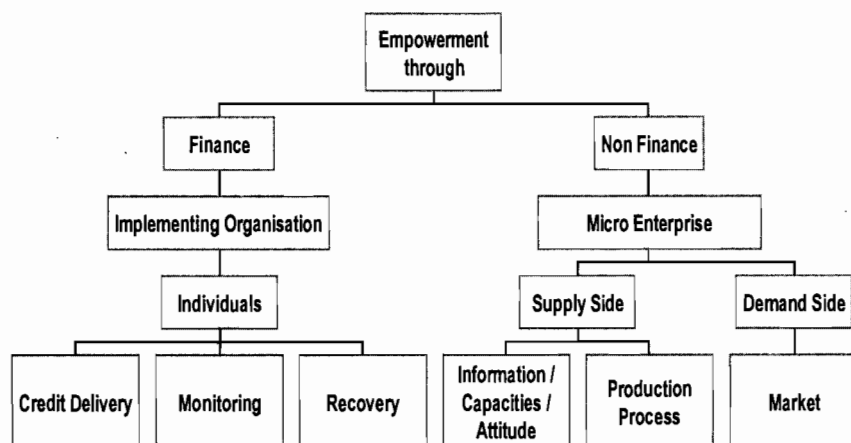 Empowerment
through
Finance
Non Finance
Implementing Organisation
Micro Enterprise
Individuals
Supply Side
Demand Side
Credit Delivery
Monitoring
Recovery
Information /
Capacities /
Attitude
Production
Process
Market